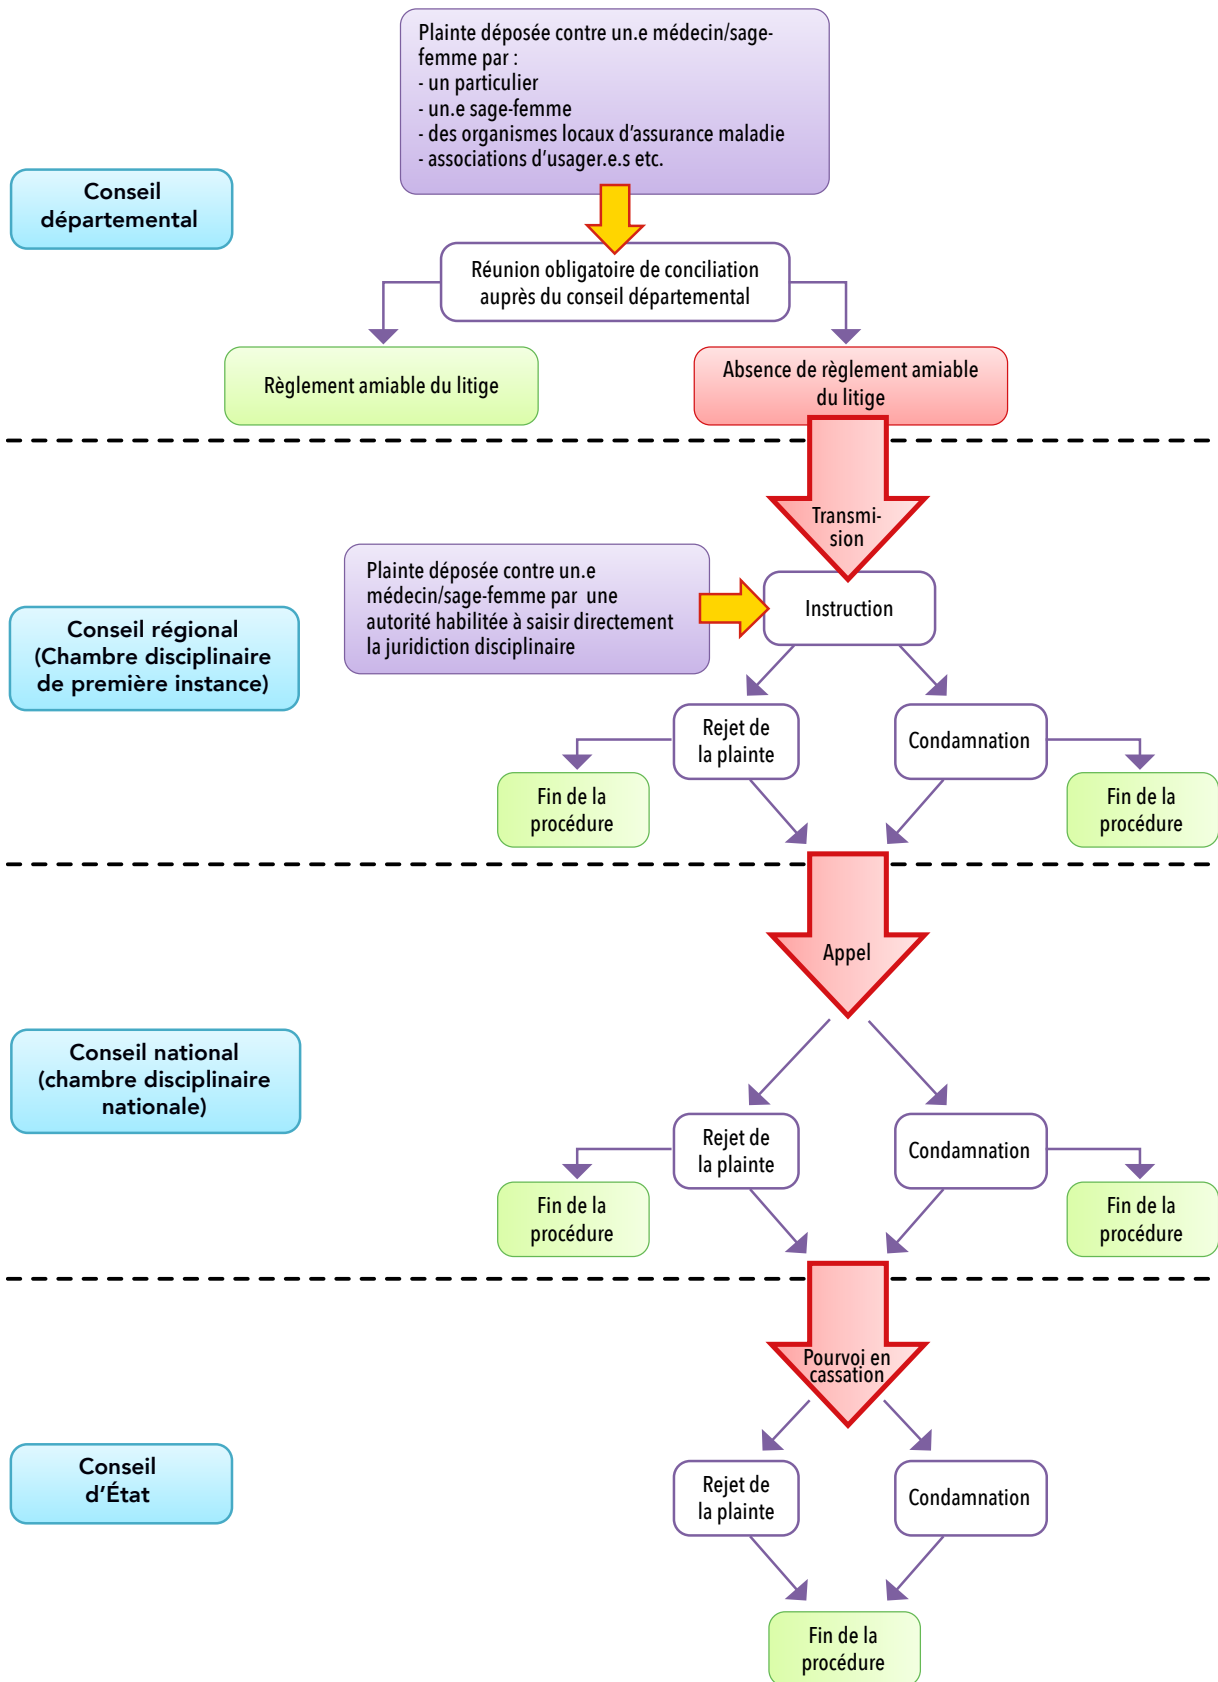 Plainte déposée contre un.e médecin/sage-
femme par :
- un particulier
- un.e sage-femme
- des organismes locaux d'assurance maladie
- associations d'usager.e.s etc.
Conseil
départemental
Réunion obligatoire de conciliation
auprès du conseil départemental
Règlement amiable du litige
Absence de règlement amiable
du litige
Transmi-
sion
Plainte déposée contre un.e
médecin/sage-femme par une
autorité habilitée à saisir directement
la juridiction disciplinaire
Instruction
Conseil régional
(Chambre disciplinaire
de première instance)
Rejet de
la plainte
Condamnation
Fin de la
procédure
Fin de la
procédure
Appel
Conseil national
(chambre disciplinaire
nationale)
Rejet de
la plainte
Condamnation
Fin de la
procédure
Fin de la
procédure
Pourvoi en
cassation
Conseil
d'État
Rejet de
la plainte
Condamnation
Fin de la
procédure